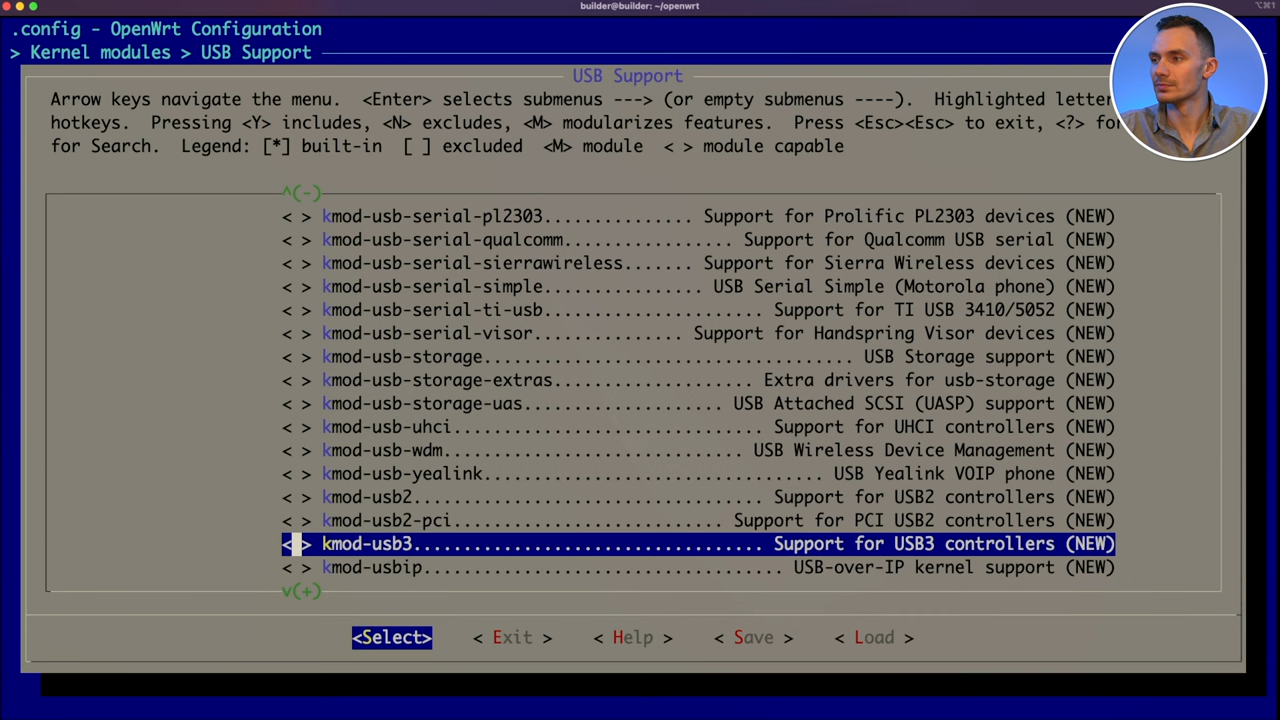 builder@builder: ~/openwrt
⌥⌘1
.config - OpenWrt Configuration
> Kernel modules > USB Support
USB Support
Arrow keys navigate the menu. <Enter> selects submenus ---> (or empty submenus ----). Highlighted letter
hotkeys. Pressing <Y> includes, <N> excludes, <M> modularizes features. Press <Esc><Esc> to exit, <?> for
for Search. Legend: [*] built-in [ ] excluded <M> module < > module capable
^(-)
< > kmod-usb-serial-pl2303............... Support for Prolific PL2303 devices (NEW)
< > kmod-usb-serial-qualcomm................. Support for Qualcomm USB serial (NEW)
< > kmod-usb-serial-sierrawireless....... Support for Sierra Wireless devices (NEW)
< > kmod-usb-serial-simple................ USB Serial Simple (Motorola phone) (NEW)
< > kmod-usb-serial-ti-usb...................... Support for TI USB 3410/5052 (NEW)
< > kmod-usb-serial-visor............... Support for Handspring Visor devices (NEW)
< > kmod-usb-storage..................................... USB Storage support (NEW)
< > kmod-usb-storage-extras.................... Extra drivers for usb-storage (NEW)
< > kmod-usb-storage-uas.................... USB Attached SCSI (UASP) support (NEW)
< > kmod-usb-uhci............................... Support for UHCI controllers (NEW)
< > kmod-usb-wdm.............................. USB Wireless Device Management (NEW)
< > kmod-usb-yealink.................................. USB Yealink VOIP phone (NEW)
< > kmod-usb2................................... Support for USB2 controllers (NEW)
< > kmod-usb2-pci........................... Support for PCI USB2 controllers (NEW)
< > kmod-usb3................................... Support for USB3 controllers (NEW)
< > kmod-usbip.................................... USB-over-IP kernel support (NEW)
v(+)
<Select> < Exit > < Help > < Save > < Load >